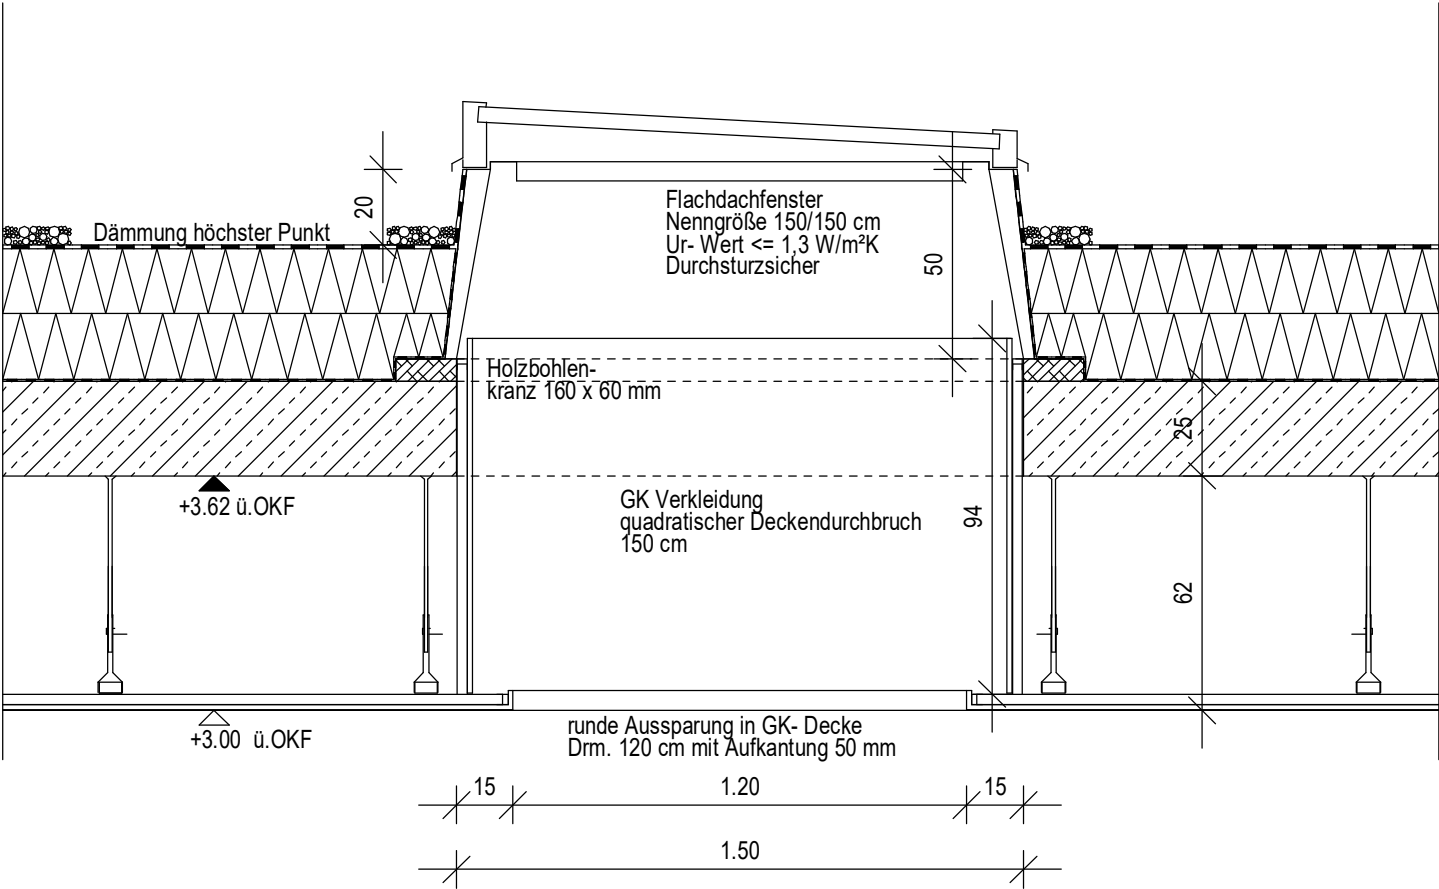 20
Dämmung höchster Punkt
Flachdachfenster
Nenngröße 150/150 cm
Ur- Wert <= 1,3 W/m²K
Durchsturzsicher
50
Holzbohlen-
kranz 160 x 60 mm
25
+3.62 ü.OKF
GK Verkleidung
quadratischer Deckendurchbruch
150 cm
94
62
+3.00  ü.OKF
runde Aussparung in GK- Decke
Drm. 120 cm mit Aufkantung 50 mm
15 1.20 15
1.50